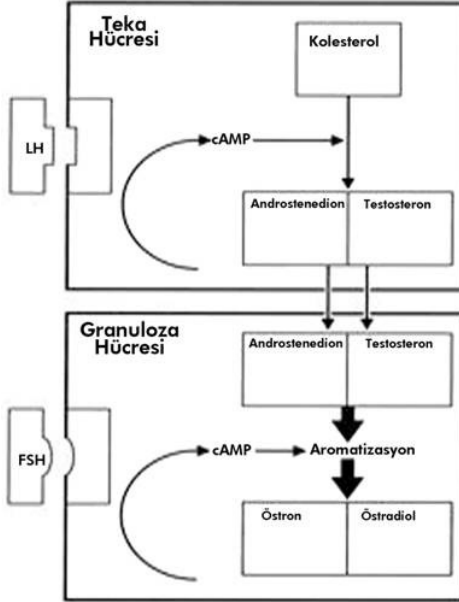 Teka
Hücresi
Kolesterol
LH
cAMP
Androstenedion Testosteron
Granuloza
Hücresi
Androstenedion Testosteron
FSH
cAMP Aromatizasyon
Östron Östradiol